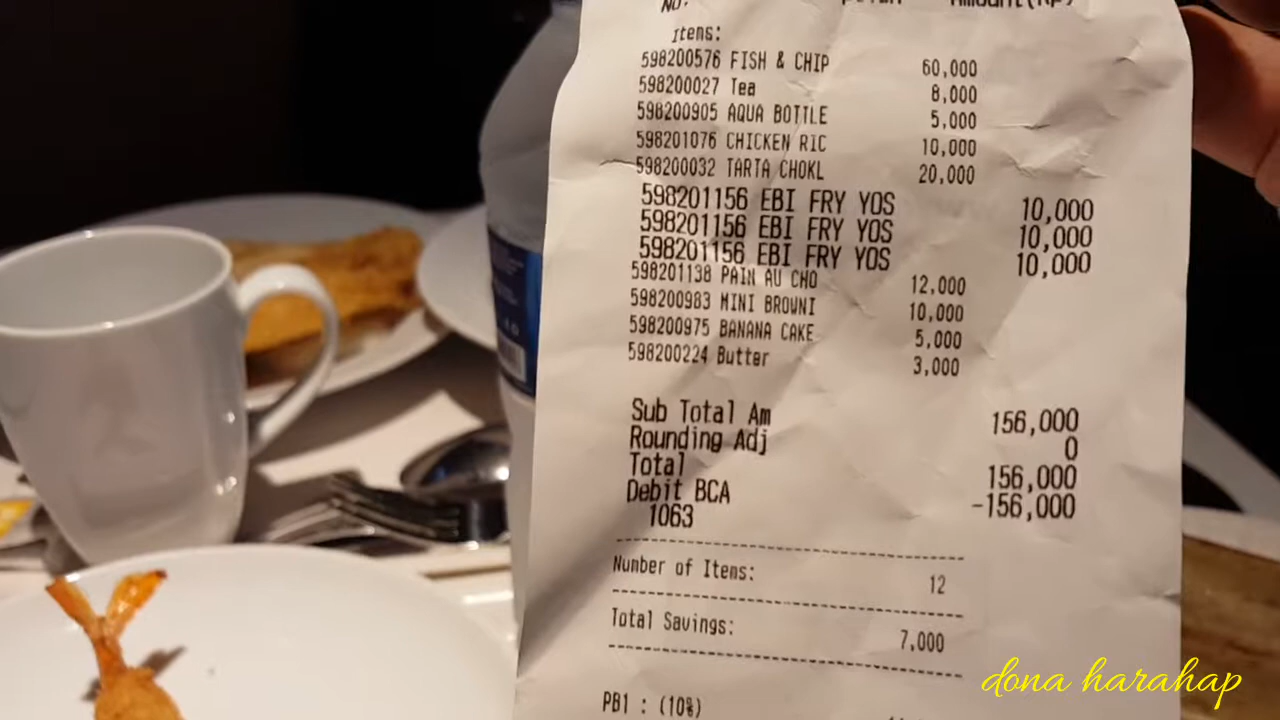 No.
Amount(Rp)
Items:
598200576 FISH & CHIP 60,000
598200027 Tea 8,000
598200905 AQUA BOTTLE 5,000
598201076 CHICKEN RIC 10,000
598200032 TARTA CHOKL 20,000
598201156 EBI FRY YOS 10,000
598201156 EBI FRY YOS 10,000
598201156 EBI FRY YOS 10,000
598201138 PAIN AU CHO 12,000
598200983 MINI BROWNI 10,000
598200975 BANANA CAKE 5,000
598200224 Butter 3,000
Sub Total Am 156,000
Rounding Adj 0
Total 156,000
Debit BCA -156,000
1063
Number of Items: 12
Total Savings: 7,000
PB1 : (10%)
dona harahap